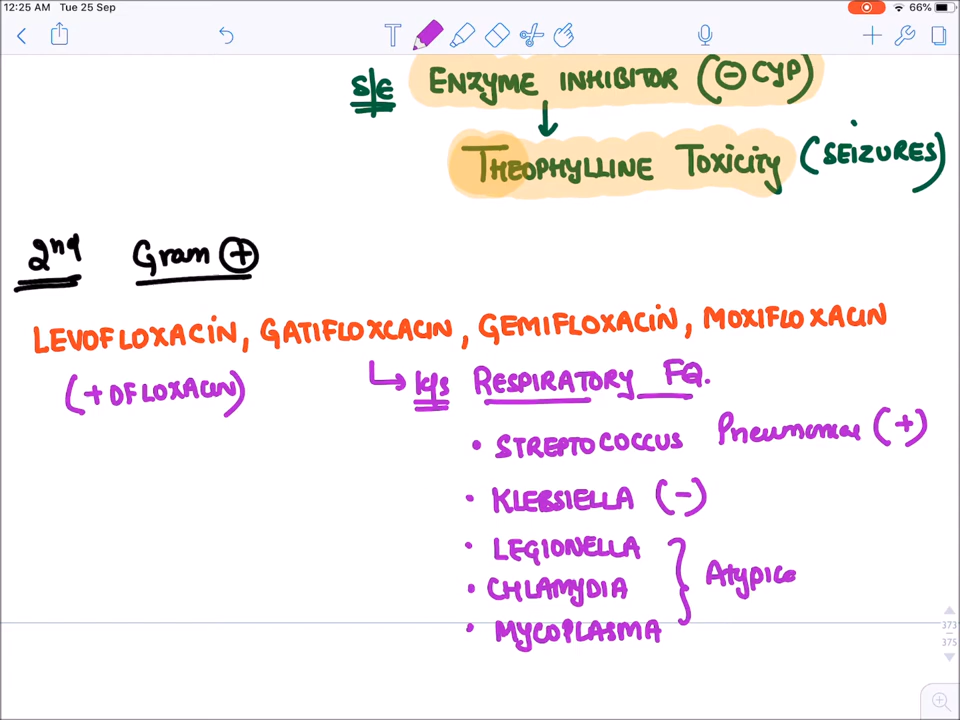 12:25 AM Tue 25 Sep 66%
T
S/E ENZYME INHIBITOR (⊖ CYP)
↓
THEOPHYLLINE TOXICITY (SEIZURES)
2nd Gram ⊕
LEVOFLOXACIN, GATIFLOXCACIN, GEMIFLOXACIN, MOXIFLOXACIN
(+ OFLOXACIN) ↳ K/s RESPIRATORY FQ.
• STREPTOCOCCUS Pneumoniae (+)
• KLEBSIELLA (-)
• LEGIONELLA
• CHLAMYDIA } Atypica
• MYCOPLASMA
373
375